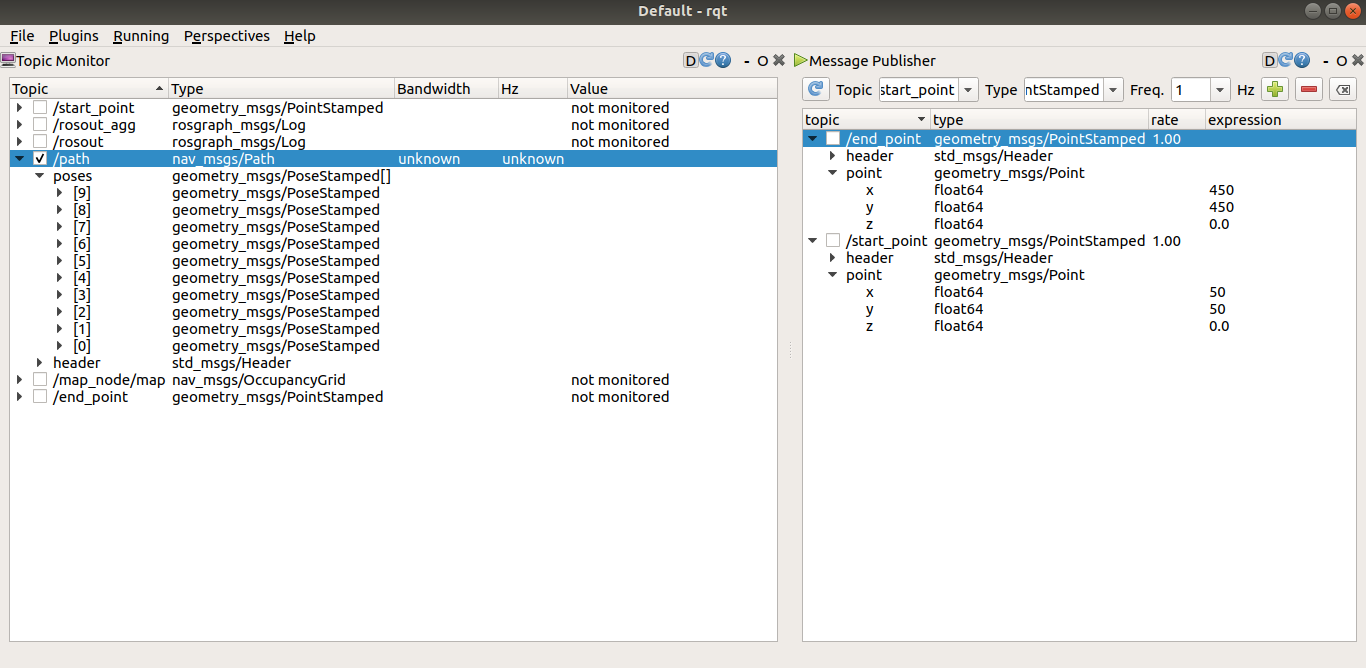 Default - rqt
File Plugins Running Perspectives Help
Topic Monitor D - O
Topic Type Bandwidth Hz Value
/start_point geometry_msgs/PointStamped not monitored
/rosout_agg rosgraph_msgs/Log not monitored
/rosout rosgraph_msgs/Log not monitored
/path nav_msgs/Path unknown unknown
poses geometry_msgs/PoseStamped[]
[9] geometry_msgs/PoseStamped
[8] geometry_msgs/PoseStamped
[7] geometry_msgs/PoseStamped
[6] geometry_msgs/PoseStamped
[5] geometry_msgs/PoseStamped
[4] geometry_msgs/PoseStamped
[3] geometry_msgs/PoseStamped
[2] geometry_msgs/PoseStamped
[1] geometry_msgs/PoseStamped
[0] geometry_msgs/PoseStamped
header std_msgs/Header
/map_node/map nav_msgs/OccupancyGrid not monitored
/end_point geometry_msgs/PointStamped not monitored
Message Publisher D - O
Topic start_point Type ntStamped Freq. 1 Hz
topic type rate expression
/end_point geometry_msgs/PointStamped 1.00
header std_msgs/Header
point geometry_msgs/Point
x float64 450
y float64 450
z float64 0.0
/start_point geometry_msgs/PointStamped 1.00
header std_msgs/Header
point geometry_msgs/Point
x float64 50
y float64 50
z float64 0.0